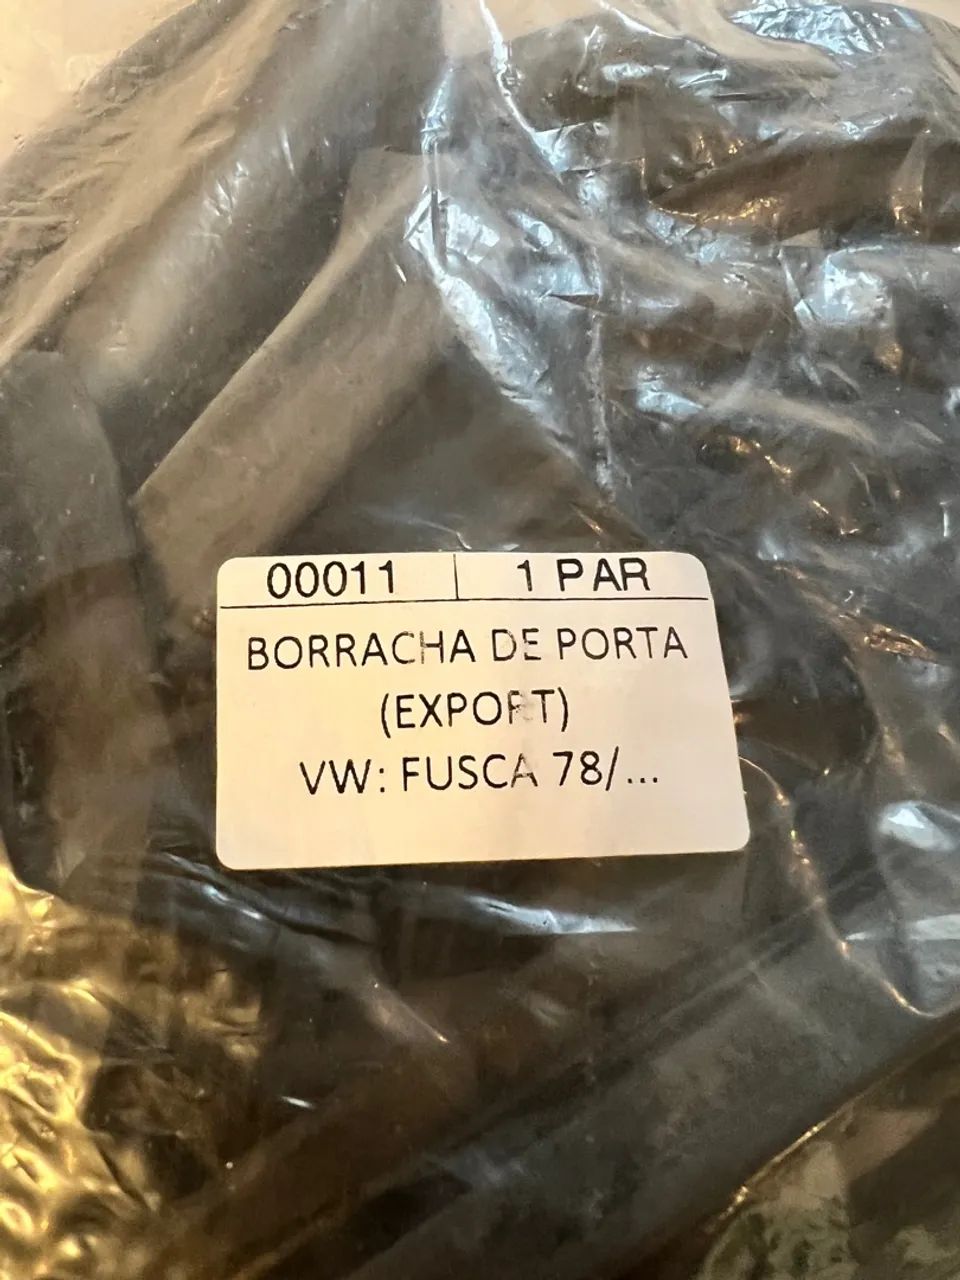 00011 1 PAR
BORRACHA DE PORTA
(EXPORT)
VW: FUSCA 78/...